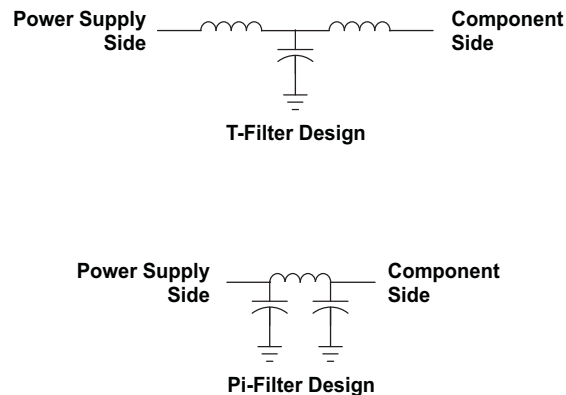 Power Supply Side
Component Side
T-Filter Design
Power Supply Side
Component Side
Pi-Filter Design